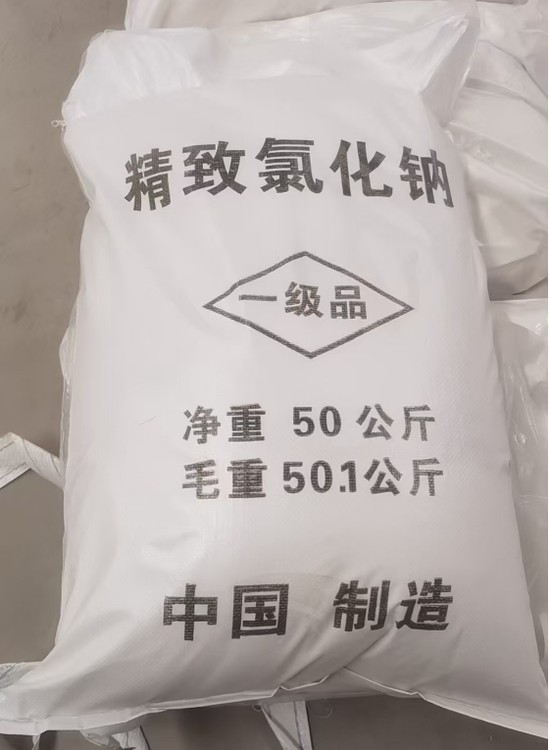 精致氯化钠
一级品
净重 50 公斤
毛重 50.1 公斤
中国 制造